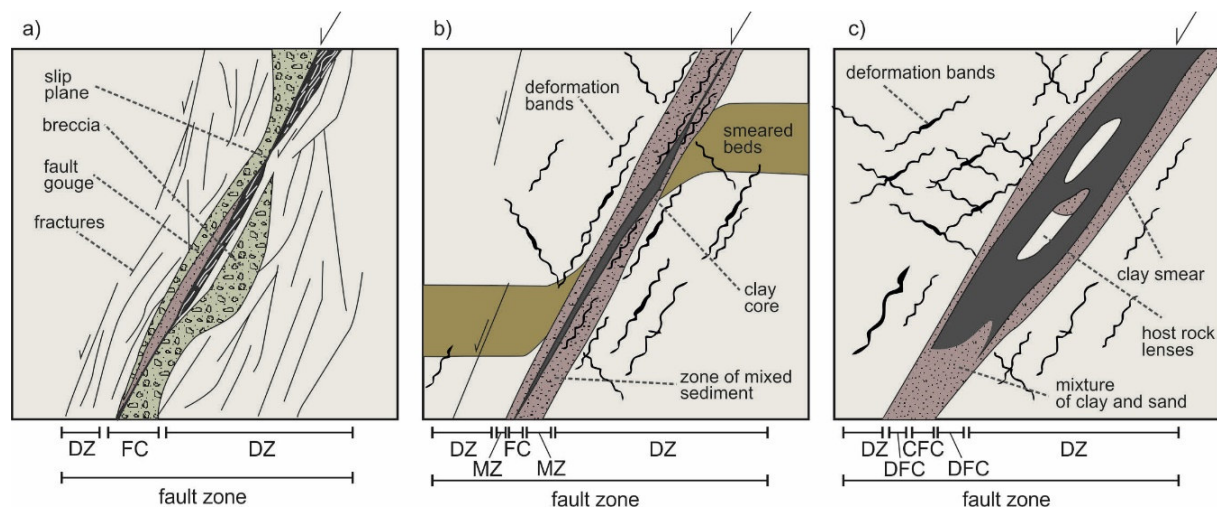 a)
slip
plane
breccia
fault
gouge
fractures
DZ FC DZ
fault zone
b)
deformation
bands
smeared
beds
clay
core
zone of mixed
sediment
DZ FC DZ
MZ MZ
fault zone
c)
deformation bands
clay smear
host rock
lenses
mixture
of clay and sand
DZ CFC DZ
DFC DFC
fault zone